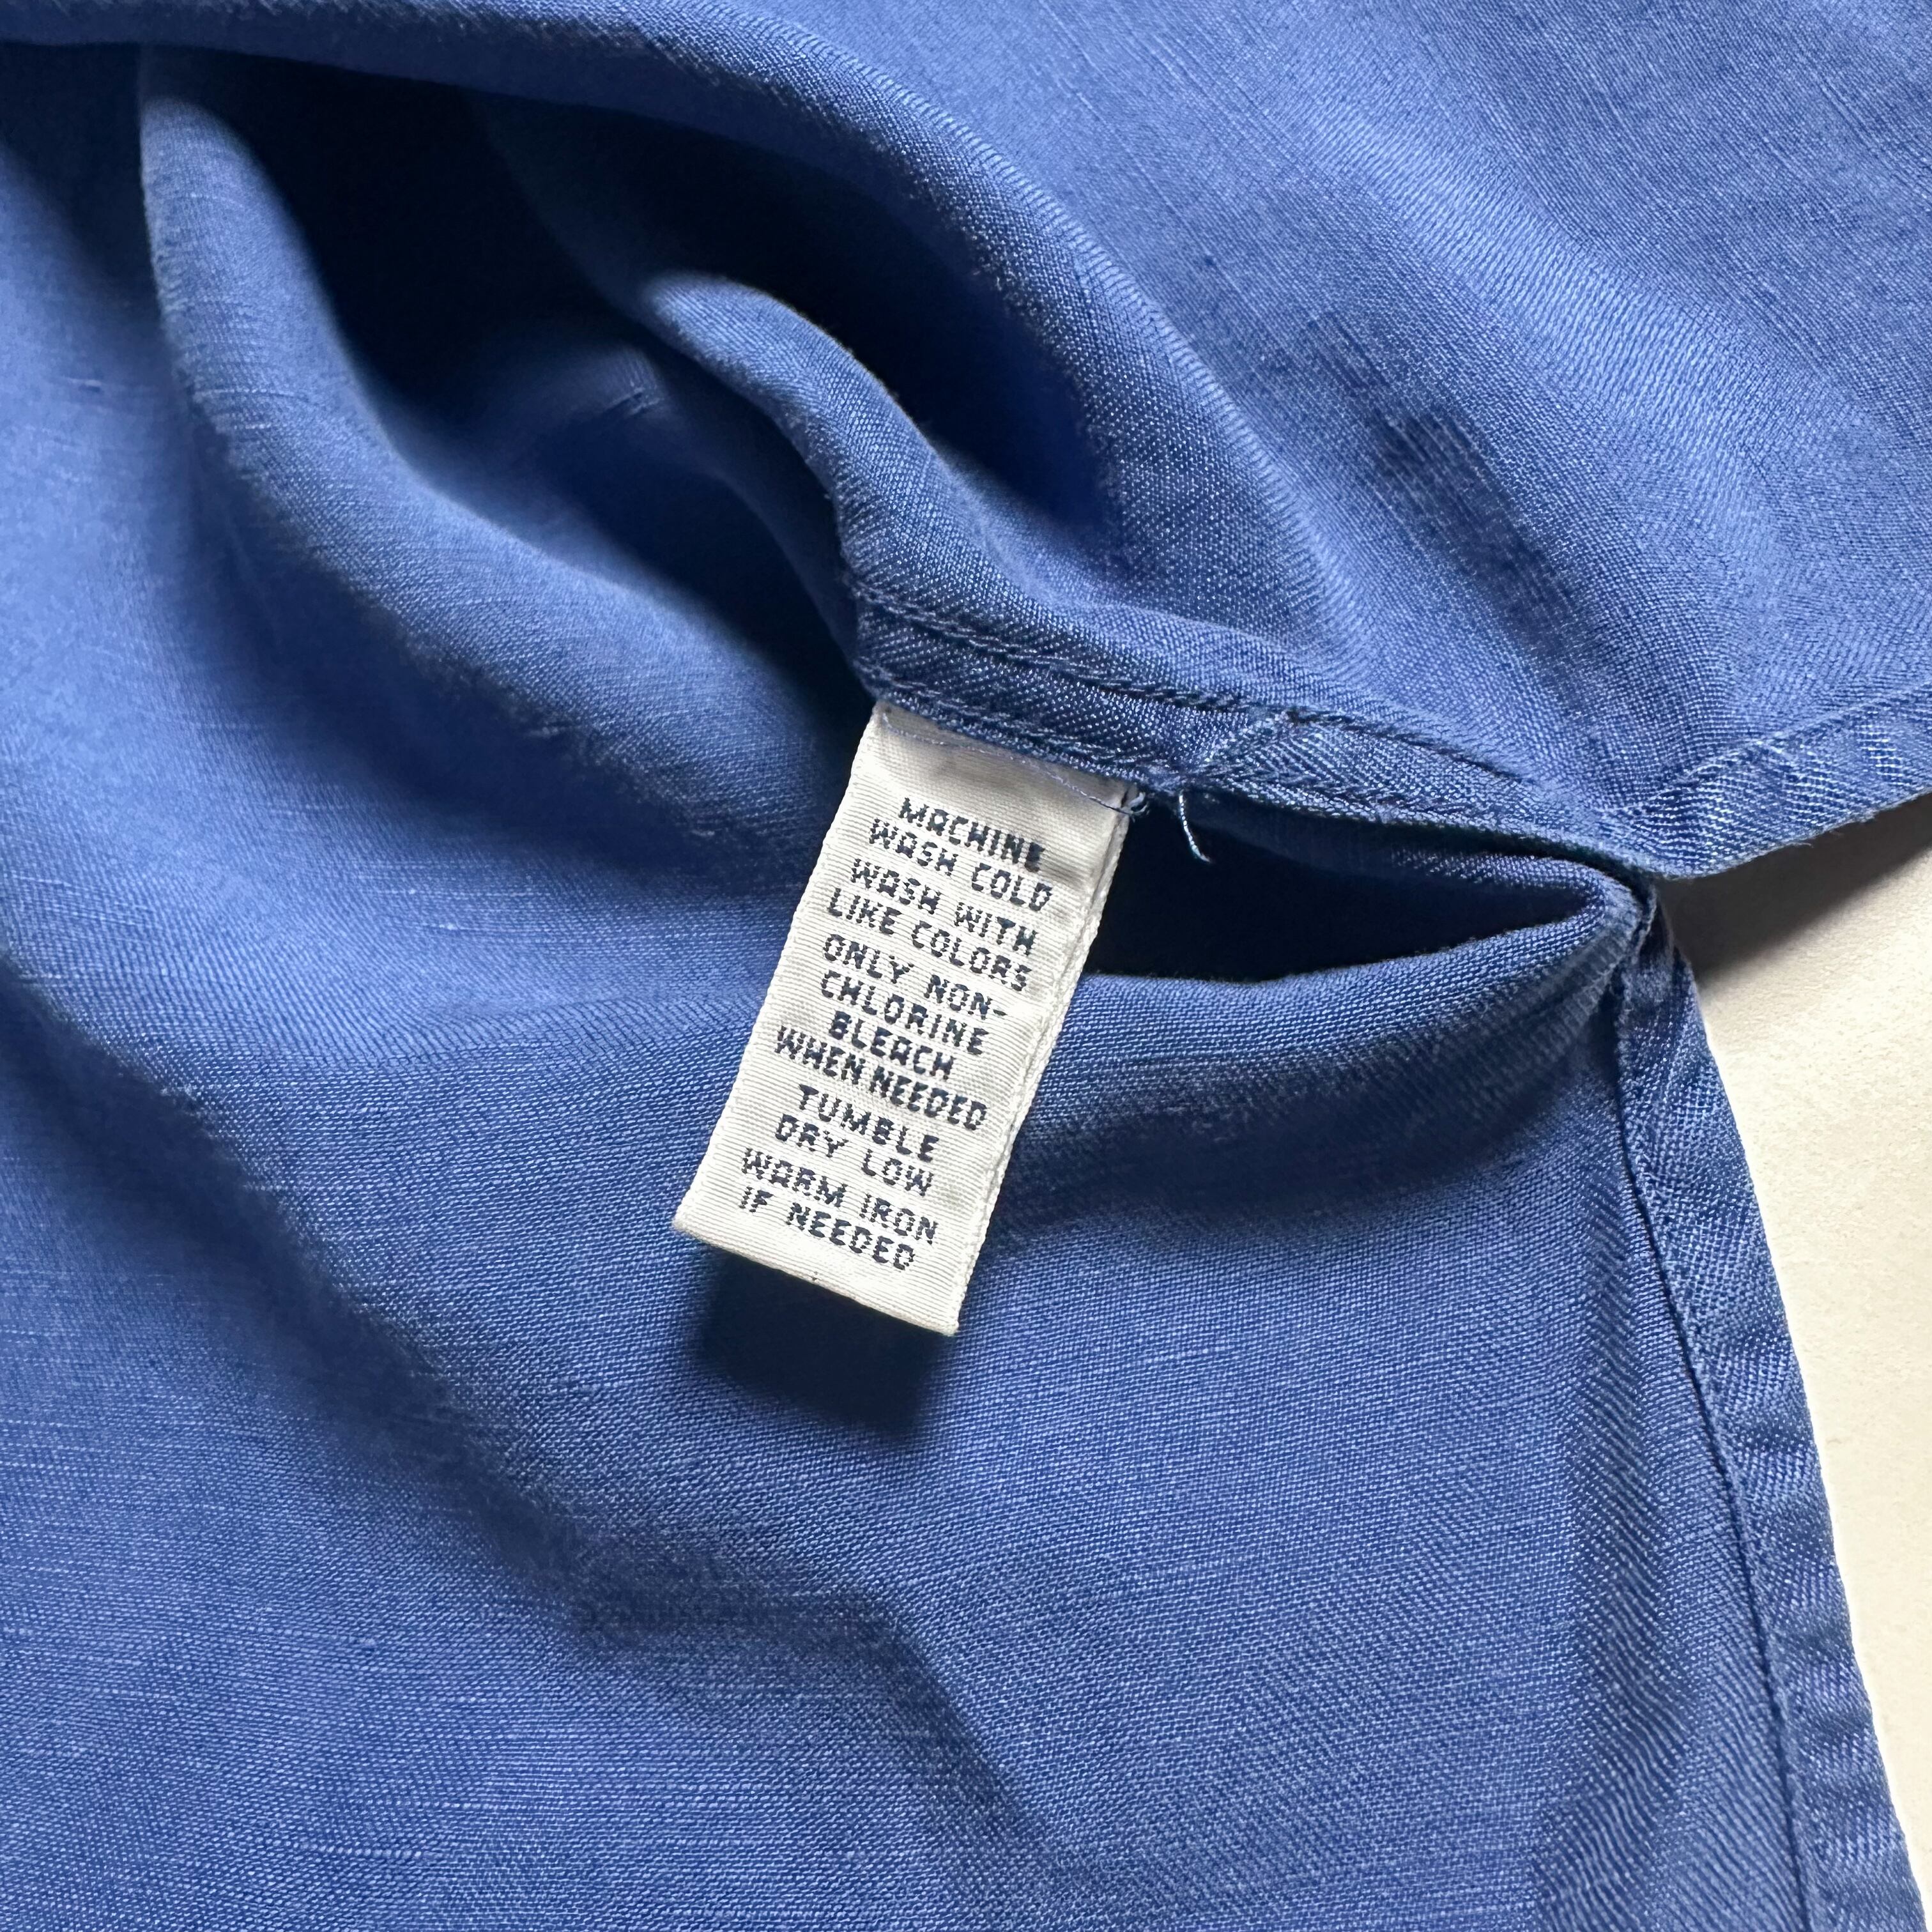 MACHINE
WASH COLD
WASH WITH
LIKE COLORS
ONLY NON-
CHLORINE
BLEACH
WHEN NEEDED
TUMBLE
DRY LOW
WARM IRON
IF NEEDED